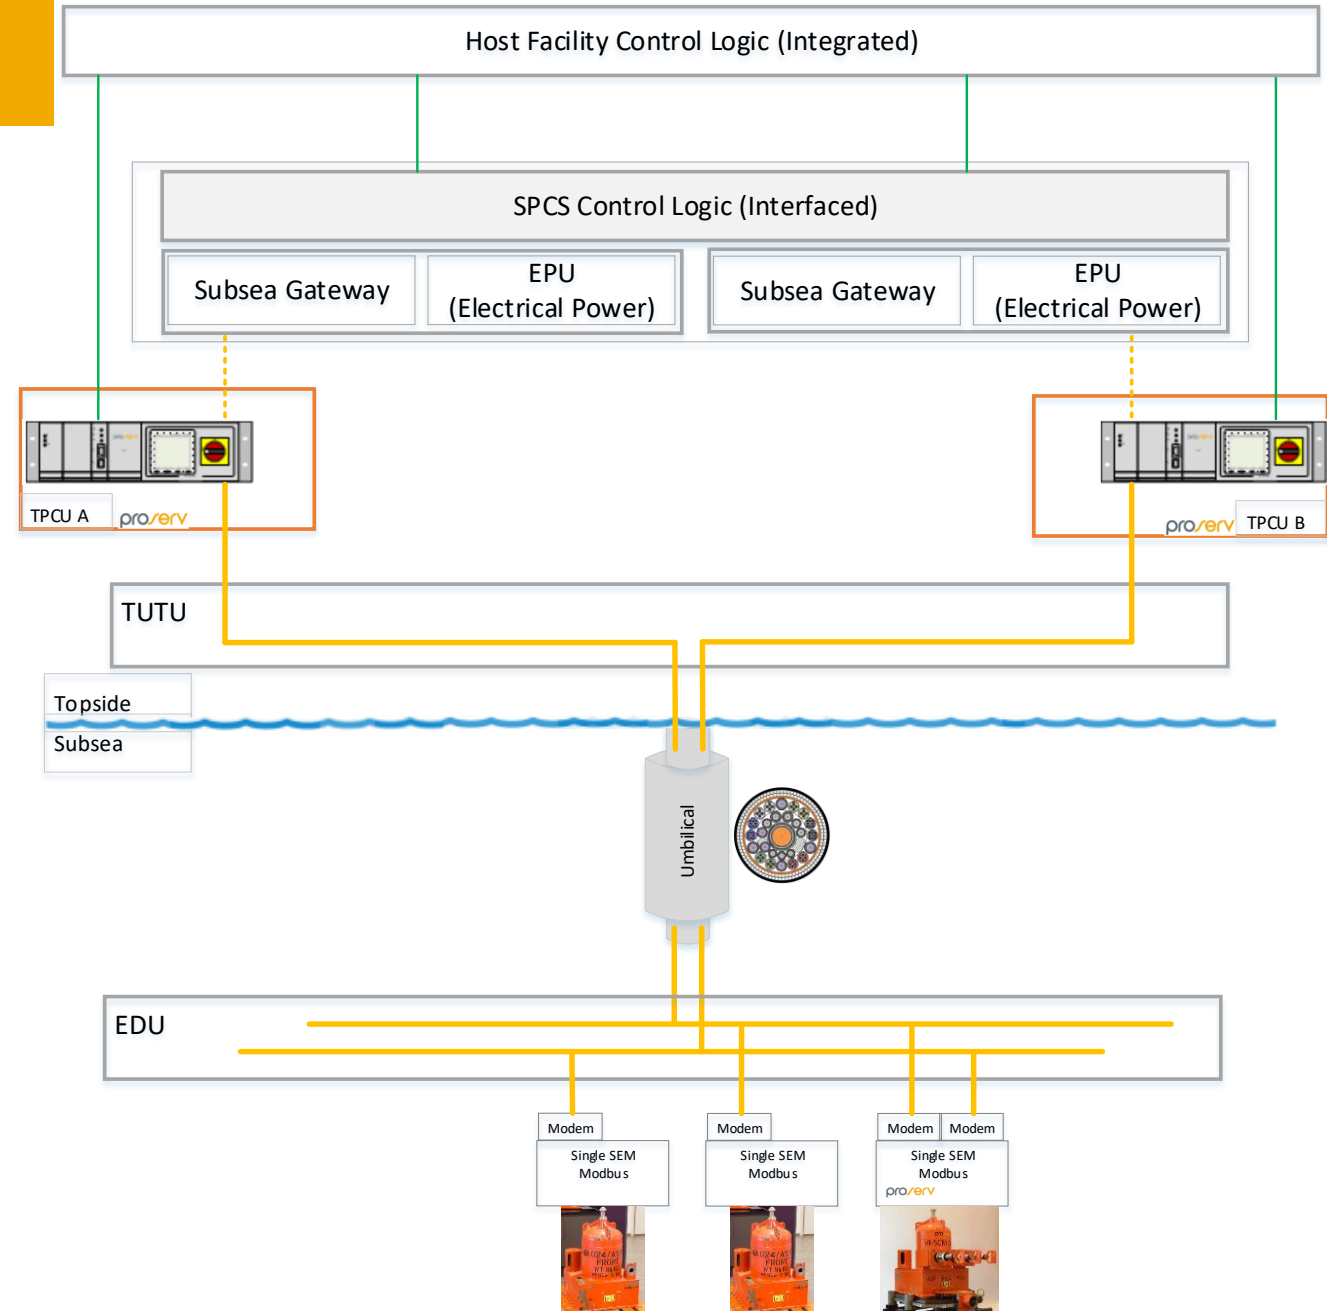 Host Facility Control Logic (Integrated)
SPCS Control Logic (Interfaced)
Subsea Gateway
EPU
(Electrical Power)
Subsea Gateway
EPU
(Electrical Power)
TPCU A
proserv
proserv
TPCU B
TUTU
Topside
Subsea
Umbilical
EDU
Modem
Modem
Modem
Modem
Single SEM
Modbus
Single SEM
Modbus
Single SEM
Modbus
proserv
FRONT
FRONT